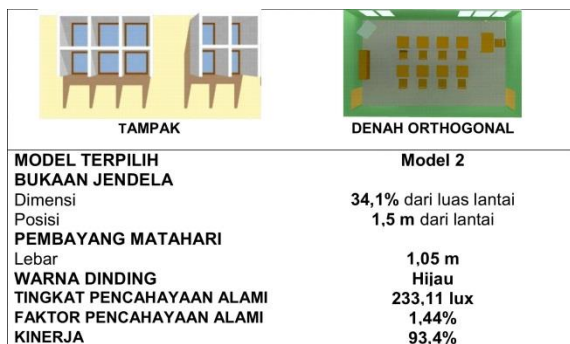 TAMPAK DENAH ORTHOGONAL
MODEL TERPILIH Model 2
BUKAAN JENDELA
Dimensi 34,1% dari luas lantai
Posisi 1,5 m dari lantai
PEMBAYANG MATAHARI
Lebar 1,05 m
WARNA DINDING Hijau
TINGKAT PENCAHAYAAN ALAMI 233,11 lux
FAKTOR PENCAHAYAAN ALAMI 1,44%
KINERJA 93,4%